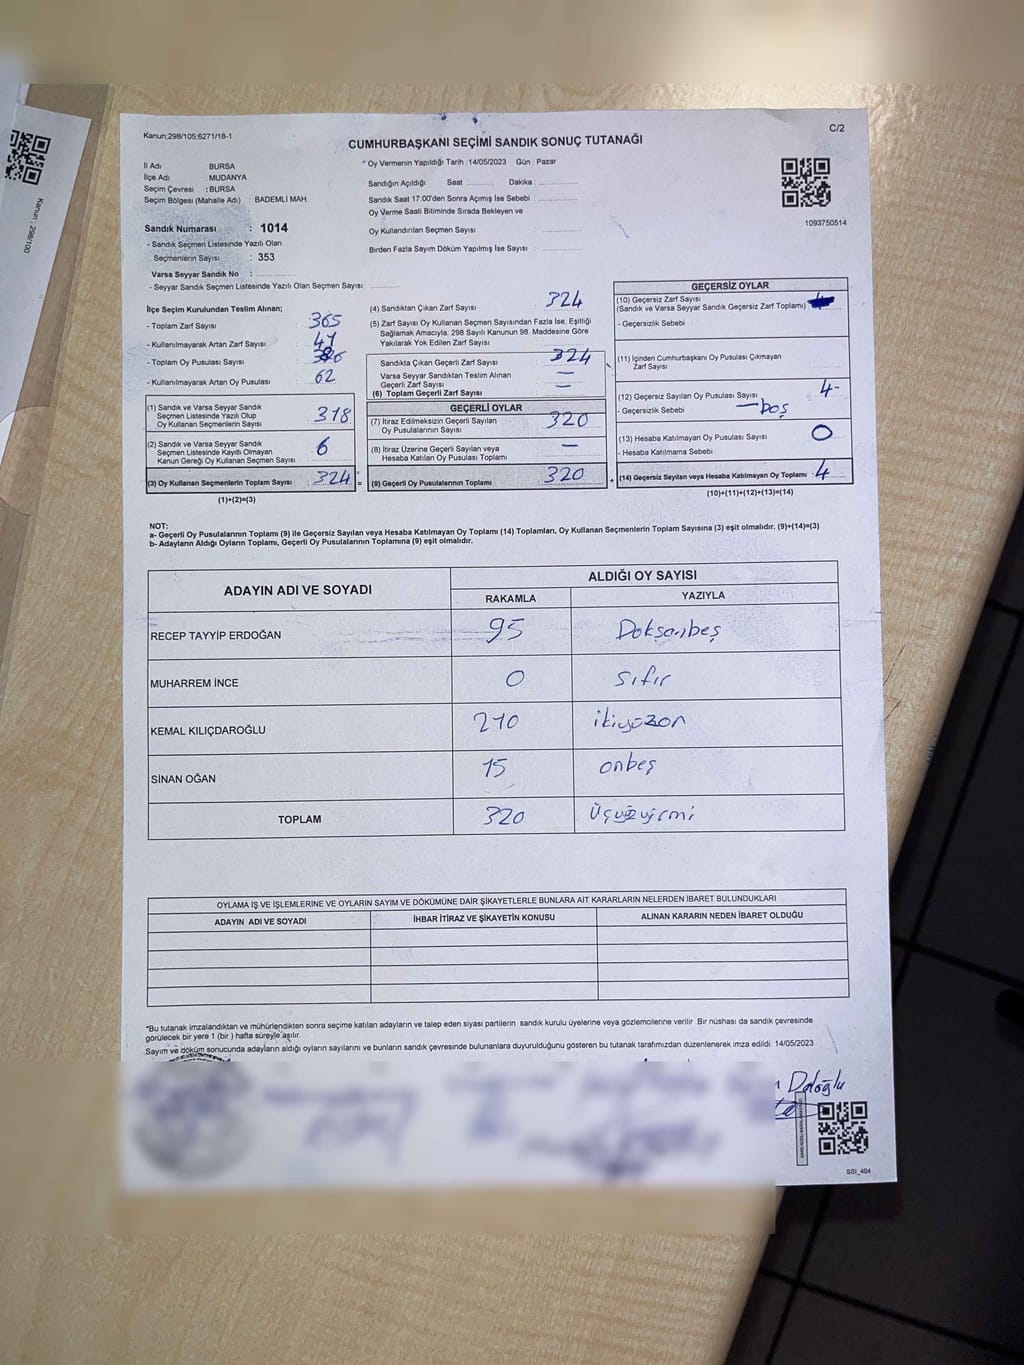 Kanun : 298/100
Kanun;298/105;6271/18-1
C/2
CUMHURBAŞKANI SEÇİMİ SANDIK SONUÇ TUTANAĞI
İl Adı : BURSA
İlçe Adı : MUDANYA
Seçim Çevresi : BURSA
Seçim Bölgesi (Mahalle Adı) : BADEMLİ MAH
Sandık Numarası : 1014
- Sandık Seçmen Listesinde Yazılı Olan
Seçmenlerin Sayısı : 353
Varsa Seyyar Sandık No :
- Seyyar Sandık Seçmen Listesinde Yazılı Olan Seçmen Sayısı
* Oy Vermenin Yapıldığı Tarih : 14/05/2023 Gün : Pazar
Sandığın Açıldığı Saat : Dakika :
Sandık Saat 17:00'den Sonra Açımış İse Sebebi :
Oy Verme Saati Bitiminde Sırada Bekleyen ve
Oy Kullandırılan Seçmen Sayısı :
Birden Fazla Sayım Döküm Yapılmış İse Sayısı :
1093750514
İlçe Seçim Kurulundan Teslim Alınan;
- Toplam Zarf Sayısı 365
- Kullanılmayarak Artan Zarf Sayısı 41
- Toplam Oy Pusulası Sayısı
- Kullanılmayarak Artan Oy Pusulası 62
(1) Sandık ve Varsa Seyyar Sandık
Seçmen Listesinde Yazılı Olup
Oy Kullanan Seçmenlerin Sayısı 318
(2) Sandık ve Varsa Seyyar Sandık
Seçmen Listesinde Kayıtlı Olmayan
Kanun Gereği Oy Kullanan Seçmen Sayısı 6
(3) Oy Kullanan Seçmenlerin Toplam Sayısı : 324
(1)+(2)=(3)
(4) Sandıktan Çıkan Zarf Sayısı 324
(5) Zarf Sayısı Oy Kullanan Seçmen Sayısından Fazla İse, Eşitliği
Sağlamak Amacıyla; 298 Sayılı Kanunun 98. Maddesine Göre
Yakılarak Yok Edilen Zarf Sayısı
Sandıkta Çıkan Geçerli Zarf Sayısı 324
Varsa Seyyar Sandıktan Teslim Alınan
Geçerli Zarf Sayısı —
(6) Toplam Geçerli Zarf Sayısı —
GEÇERLİ OYLAR
(7) İtiraz Edilmeksizin Geçerli Sayılan
Oy Pusulalarının Sayısı 320
(8) İtiraz Üzerine Geçerli Sayılan veya
Hesaba Katılan Oy Pusulası Toplamı —
(9) Geçerli Oy Pusulalarının Toplamı 320
GEÇERSİZ OYLAR
(10) Geçersiz Zarf Sayısı
(Sandık ve Varsa Seyyar Sandık Geçersiz Zarf Toplamı)
- Geçersizlik Sebebi :
(11) İçinden Cumhurbaşkanı Oy Pusulası Çıkmayan
Zarf Sayısı
(12) Geçersiz Sayılan Oy Pusulası Sayısı 4-
- Geçersizlik Sebebi : —boş
(13) Hesaba Katılmayan Oy Pusulası Sayısı 0
- Hesaba Katılmama Sebebi :
(14) Geçersiz Sayılan veya Hesaba Katılmayan Oy Toplamı 4
(10)+(11)+(12)+(13)=(14)
NOT:
a- Geçerli Oy Pusulalarının Toplamı (9) ile Geçersiz Sayılan veya Hesaba Katılmayan Oy Toplamı (14) Toplamları, Oy Kullanan Seçmenlerin Toplam Sayısına (3) eşit olmalıdır. (9)+(14)=(3)
b- Adayların Aldığı Oyların Toplamı, Geçerli Oy Pusulalarının Toplamına (9) eşit olmalıdır.
ADAYIN ADI VE SOYADI ALDIĞI OY SAYISI
RAKAMLA YAZIYLA
RECEP TAYYİP ERDOĞAN 95 Doksanbeş
MUHARREM İNCE 0 sıfır
KEMAL KILIÇDAROĞLU 210 ikiyüzon
SİNAN OĞAN 15 onbeş
TOPLAM 320 Üçyüzyirmi
OYLAMA İŞ VE İŞLEMLERİNE VE OYLARIN SAYIM VE DÖKÜMÜNE DAİR ŞİKAYETLERLE BUNLARA AİT KARARLARIN NELERDEN İBARET BULUNDUKLARI
ADAYIN ADI VE SOYADI İHBAR İTİRAZ VE ŞİKAYETİN KONUSU ALINAN KARARIN NEDEN İBARET OLDUĞU
*Bu tutanak imzalandıktan ve mühürlendikten sonra seçime katılan adayların ve talep eden siyasi partilerin sandık kurulu üyelerine veya gözlemcilerine verilir. Bir nüshası da sandık çevresinde
görülecek bir yere 1 (bir) hafta süreyle asılır.
Sayım ve döküm sonucunda adayların aldığı oyların sayılarını ve bunların sandık çevresinde bulunanlara duyurulduğunu gösteren bu tutanak tarafımızdan düzenlenerek imza edildi. 14/05/2023
Doloğlu
SSI_404